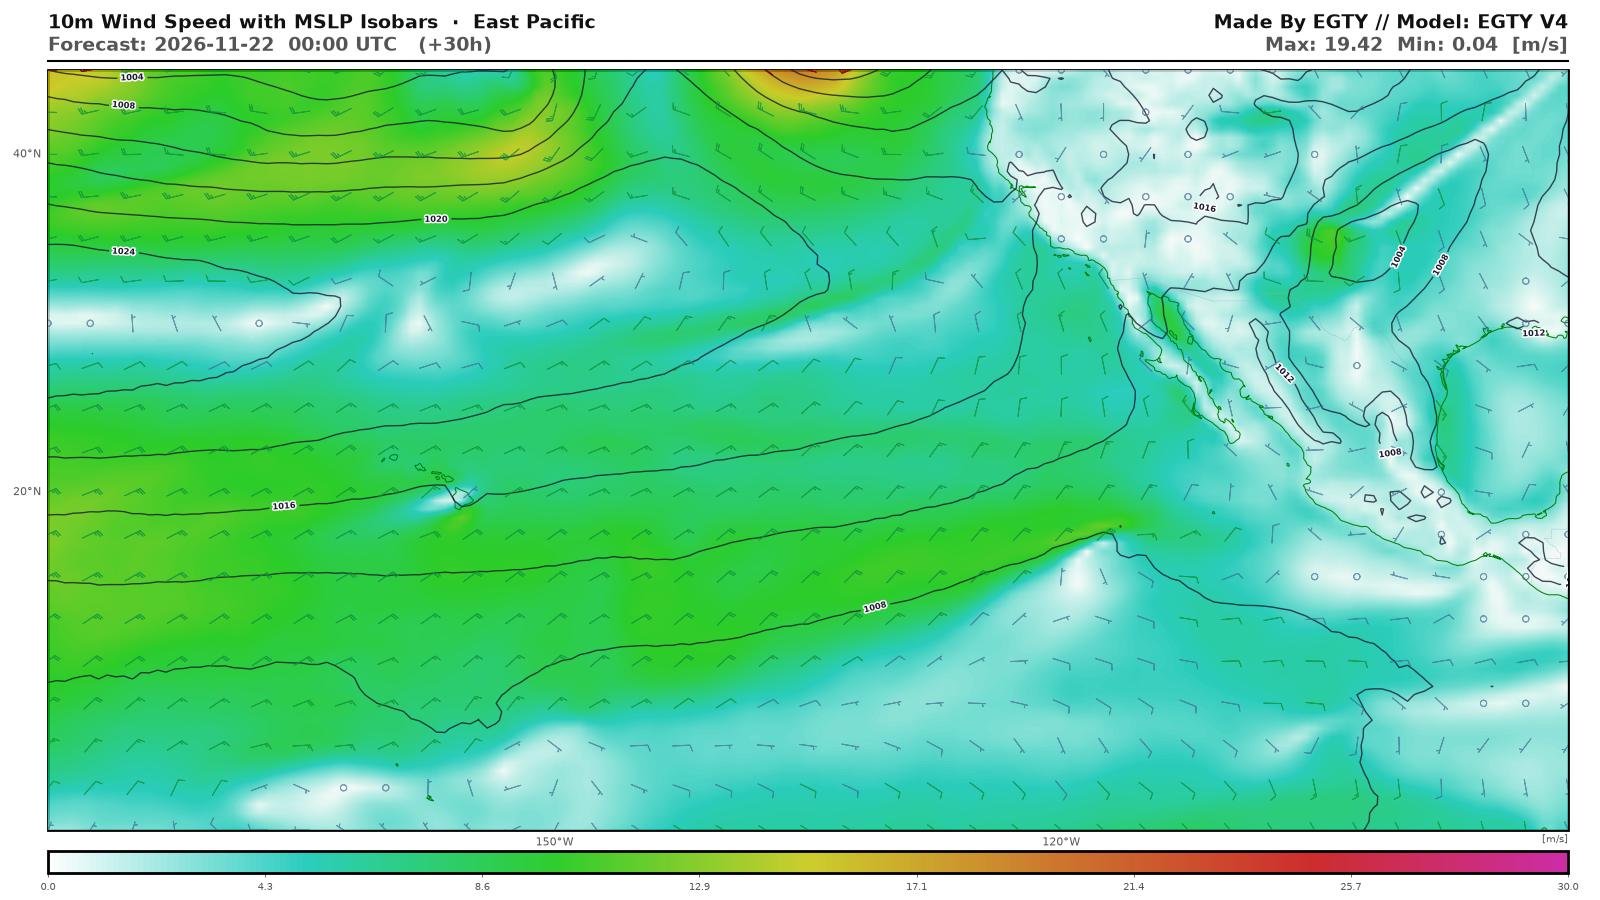 10m Wind Speed with MSLP Isobars · East Pacific
Made By EGTY // Model: EGTY V4
Forecast: 2026-11-22 00:00 UTC (+30h)
Max: 19.42 Min: 0.04 [m/s]
1004
1008
40°N
1016
1020
1024
1004
1008
1012
1012
1008
20°N
1016
1008
150°W
120°W
[m/s]
0.0 4.3 8.6 12.9 17.1 21.4 25.7 30.0